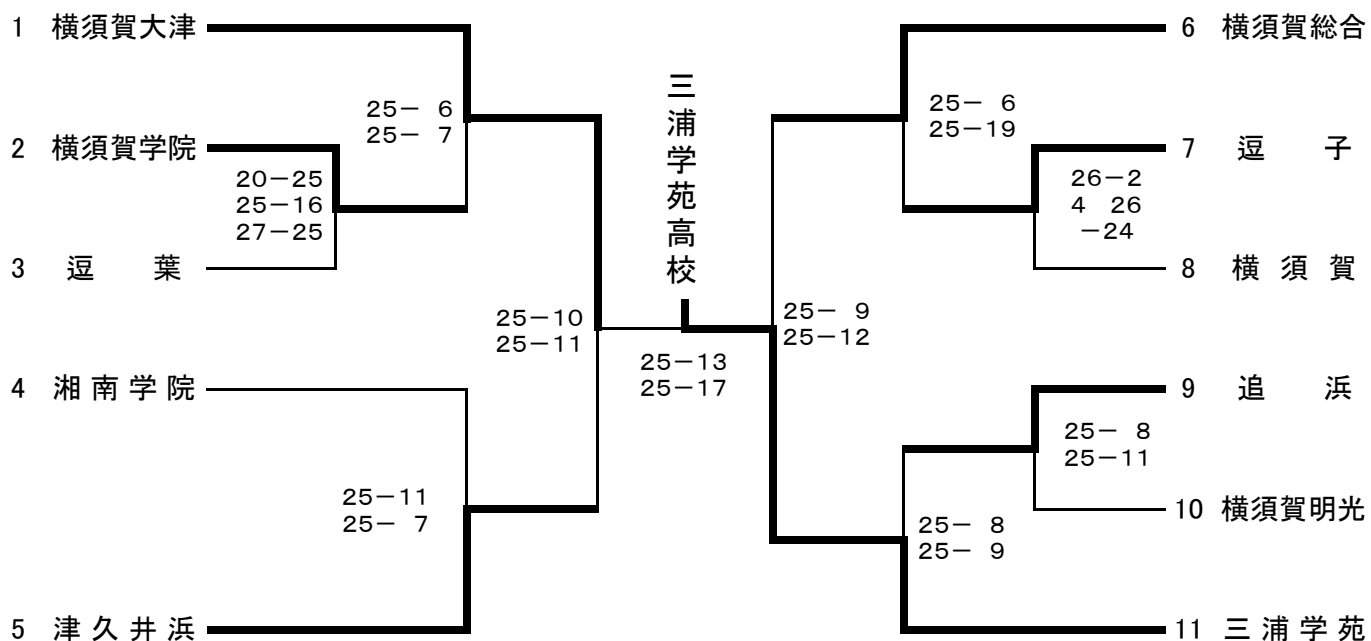 1 横須賀大津
25- 6
25- 7
2 横須賀学院
20-25
25-16
27-25
3 逗 葉
25-10
25-11
4 湘南学院
25-11
25- 7
5 津久井浜
三浦学苑高校
25-13
25-17
6 横須賀総合
25- 6
25-19
7 逗 子
26-2
4 26
-24
8 横須賀
25- 9
25-12
9 追 浜
25- 8
25-11
10 横須賀明光
25- 8
25- 9
11 三浦学苑